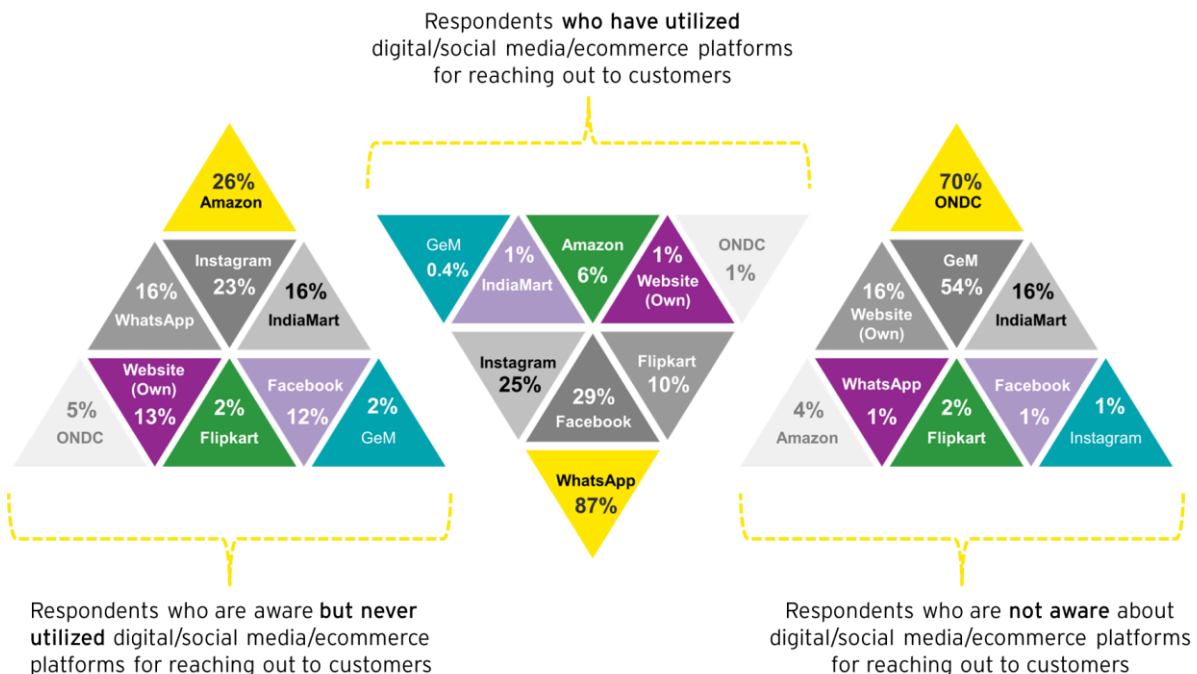 Respondents who have utilized
digital/social media/ecommerce platforms
for reaching out to customers
26%
Amazon
Instagram
23%
16%
WhatsApp
16%
IndiaMart
Website
(Own)
13%
Facebook
12%
5%
ONDC
2%
Flipkart
2%
GeM
GeM
0.4%
1%
IndiaMart
Amazon
6%
1%
Website
(Own)
ONDC
1%
Instagram
25%
29%
Facebook
Flipkart
10%
WhatsApp
87%
70%
ONDC
GeM
54%
16%
Website
(Own)
16%
IndiaMart
4%
Amazon
WhatsApp
1%
2%
Flipkart
Facebook
1%
1%
Instagram
Respondents who are aware but never
utilized digital/social media/ecommerce
platforms for reaching out to customers
Respondents who are not aware about
digital/social media/ecommerce platforms
for reaching out to customers